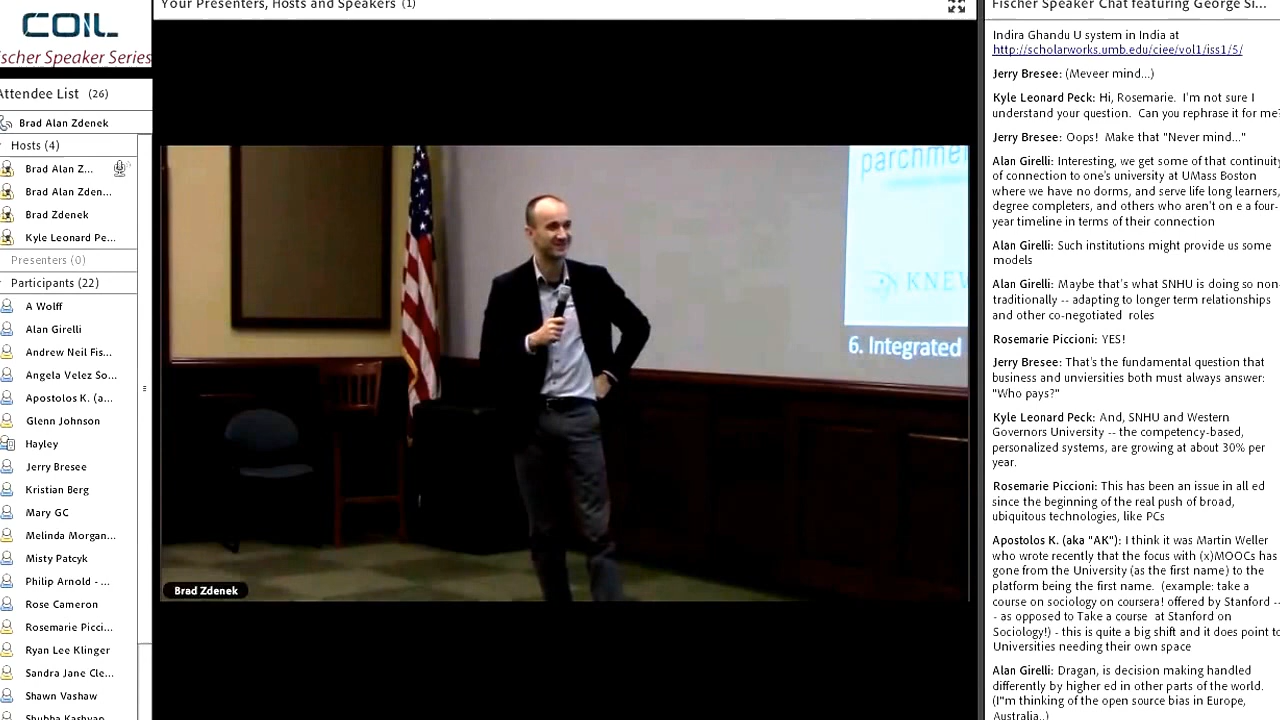 COIL
scher Speaker Series
Attendee List (26)
Brad Alan Zdenek
Hosts (4)
Brad Alan Z...
Brad Alan Zden...
Brad Zdenek
Kyle Leonard Pe...
Presenters (0)
Participants (22)
A Wolff
Alan Girelli
Andrew Neil Fis...
Angela Velez So...
Apostolos K. (a...
Glenn Johnson
Hayley
Jerry Bresee
Kristian Berg
Mary GC
Melinda Morgan...
Misty Patcyk
Philip Arnold - ...
Rose Cameron
Rosemarie Picci...
Ryan Lee Klinger
Sandra Jane Cle...
Shawn Vashaw
Shubha Kashyap
Your Presenters, Hosts and Speakers (1)
parchme
KNEW
6. Integrated
Brad Zdenek
Fischer Speaker Chat featuring George Si...
Indira Ghandu U system in India at
http://scholarworks.umb.edu/ciee/vol1/iss1/5/
Jerry Bresee: (Meveer mind...)
Kyle Leonard Peck: Hi, Rosemarie. I'm not sure I
understand your question. Can you rephrase it for me?
Jerry Bresee: Oops! Make that "Never mind..."
Alan Girelli: Interesting, we get some of that continuity
of connection to one's university at UMass Boston
where we have no dorms, and serve life long learners,
degree completers, and others who aren't on e a four-
year timeline in terms of their connection
Alan Girelli: Such institutions might provide us some
models
Alan Girelli: Maybe that's what SNHU is doing so non-
traditionally -- adapting to longer term relationships
and other co-negotiated roles
Rosemarie Piccioni: YES!
Jerry Bresee: That's the fundamental question that
business and unviersities both must always answer:
"Who pays?"
Kyle Leonard Peck: And, SNHU and Western
Governors University -- the competency-based,
personalized systems, are growing at about 30% per
year.
Rosemarie Piccioni: This has been an issue in all ed
since the beginning of the real push of broad,
ubiquitous technologies, like PCs
Apostolos K. (aka "AK"): I think it was Martin Weller
who wrote recently that the focus with (x)MOOCs has
gone from the University (as the first name) to the
platform being the first name. (example: take a
course on sociology on coursera! offered by Stanford --
- as opposed to Take a course at Stanford on
Sociology!) - this is quite a big shift and it does point to
Universities needing their own space
Alan Girelli: Dragan, is decision making handled
differently by higher ed in other parts of the world.
(I"m thinking of the open source bias in Europe,
Australia..)